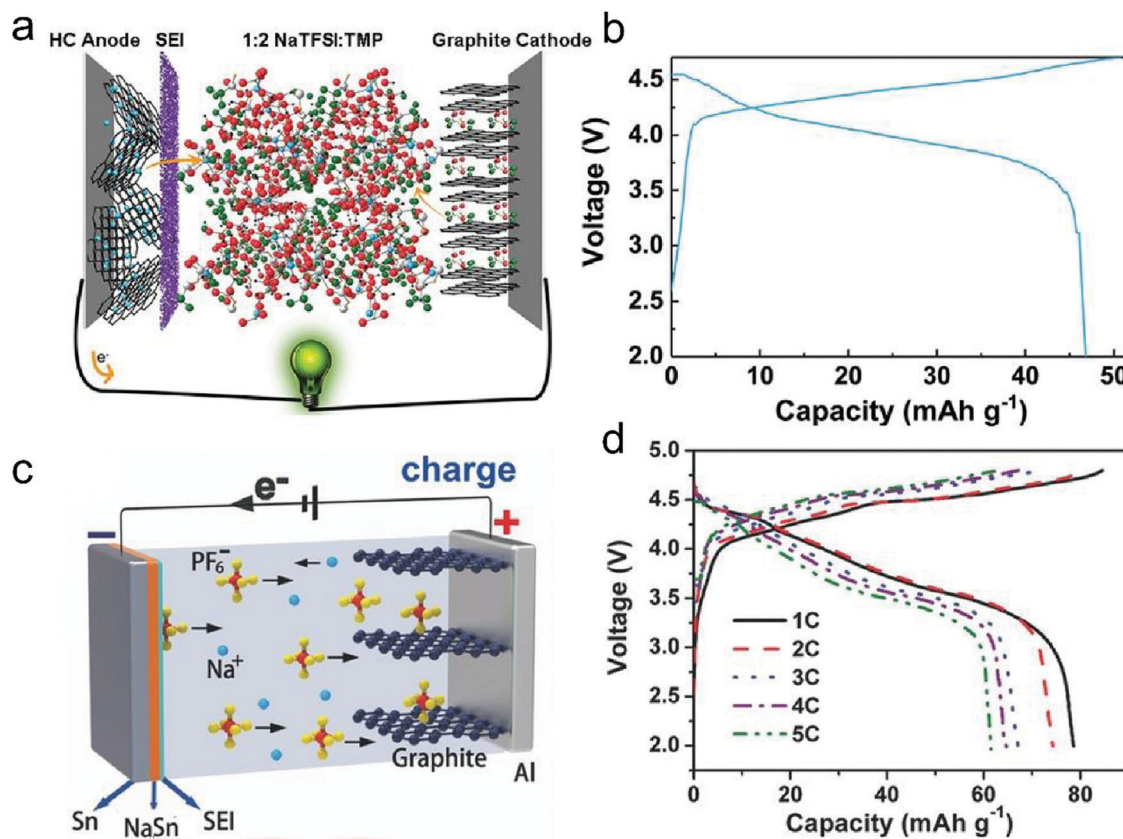 a
HC Anode SEI 1:2 NaTFSI:TMP Graphite Cathode
e-
b
Voltage (V)
4.5
4.0
3.5
3.0
2.5
2.0
0 10 20 30 40 50
Capacity (mAh g⁻¹)
c
charge
e-
− +
PF₆⁻
Na⁺
Graphite
Al
Sn NaSn SEI
d
Voltage (V)
5.0
4.5
4.0
3.5
3.0
2.5
2.0
1C
2C
3C
4C
5C
0 20 40 60 80
Capacity (mAh g⁻¹)